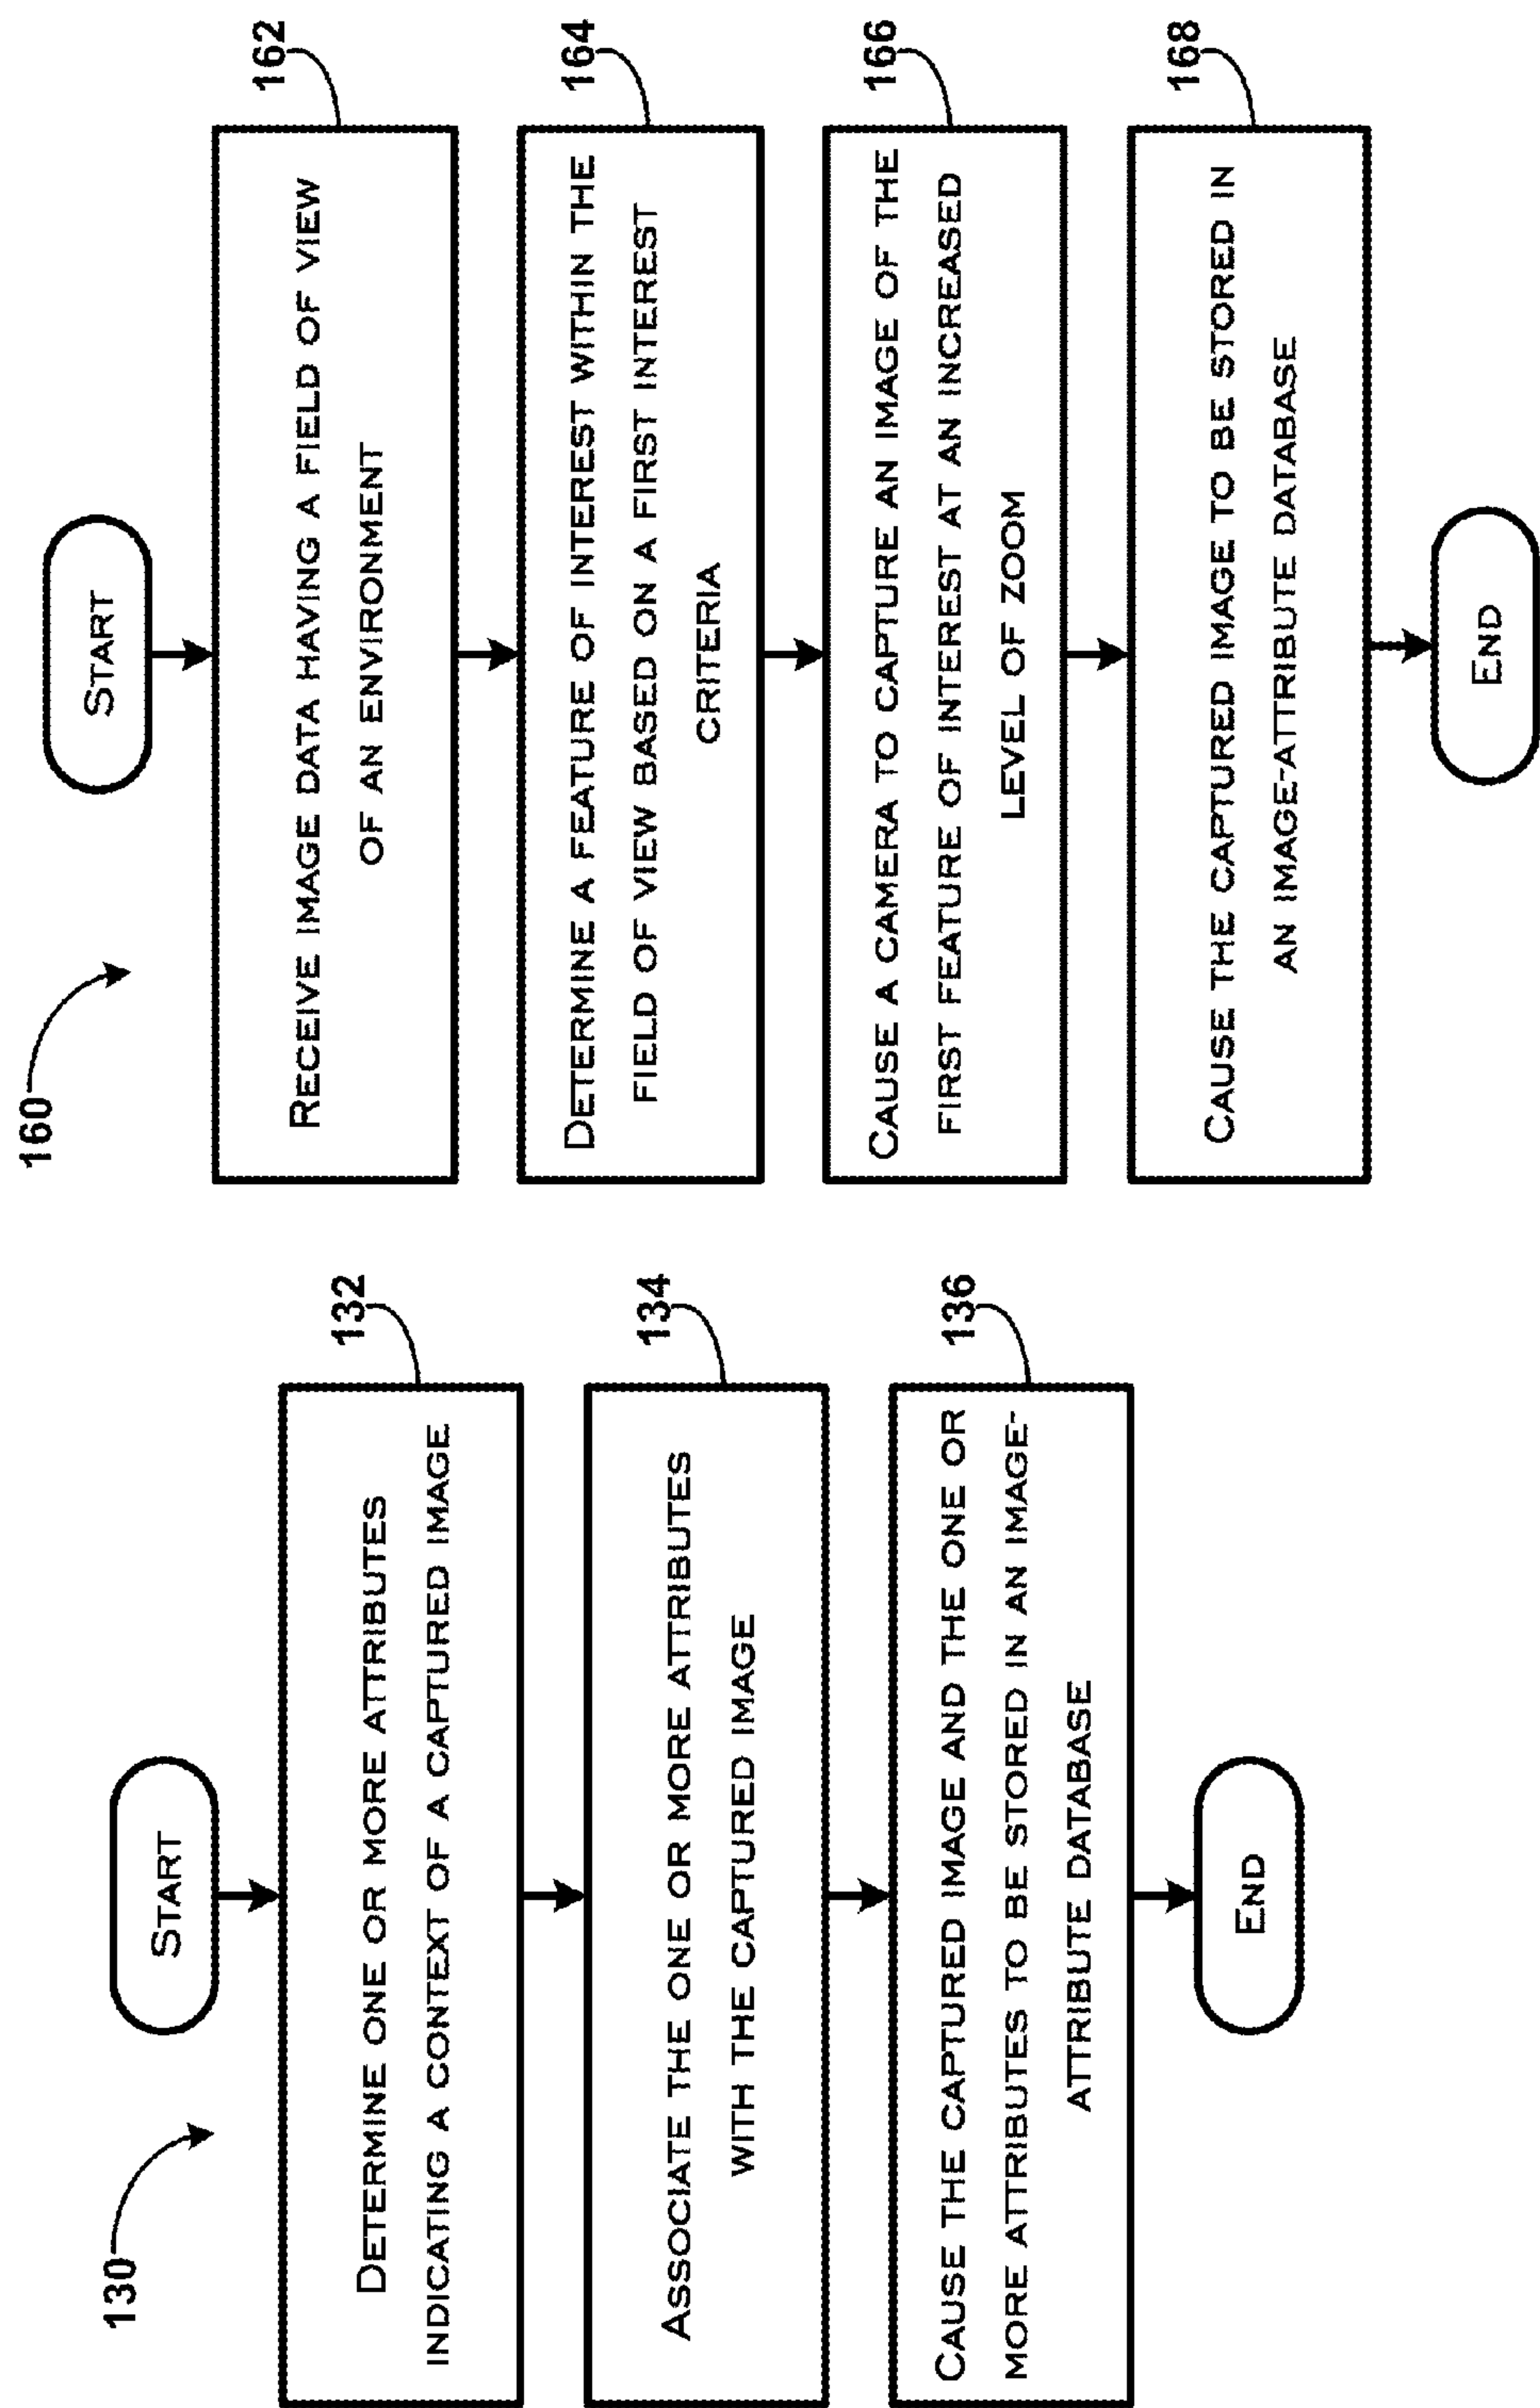 130
START
DETERMINE ONE OR MORE ATTRIBUTES
INDICATING A CONTEXT OF A CAPTURED IMAGE
132
ASSOCIATE THE ONE OR MORE ATTRIBUTES
WITH THE CAPTURED IMAGE
134
CAUSE THE CAPTURED IMAGE AND THE ONE OR
MORE ATTRIBUTES TO BE STORED IN AN IMAGE-
ATTRIBUTE DATABASE
136
END
160
START
RECEIVE IMAGE DATA HAVING A FIELD OF VIEW
OF AN ENVIRONMENT
162
DETERMINE A FEATURE OF INTEREST WITHIN THE
FIELD OF VIEW BASED ON A FIRST INTEREST
CRITERIA
164
CAUSE A CAMERA TO CAPTURE AN IMAGE OF THE
FIRST FEATURE OF INTEREST AT AN INCREASED
LEVEL OF ZOOM
166
CAUSE THE CAPTURED IMAGE TO BE STORED IN
AN IMAGE-ATTRIBUTE DATABASE
168
END